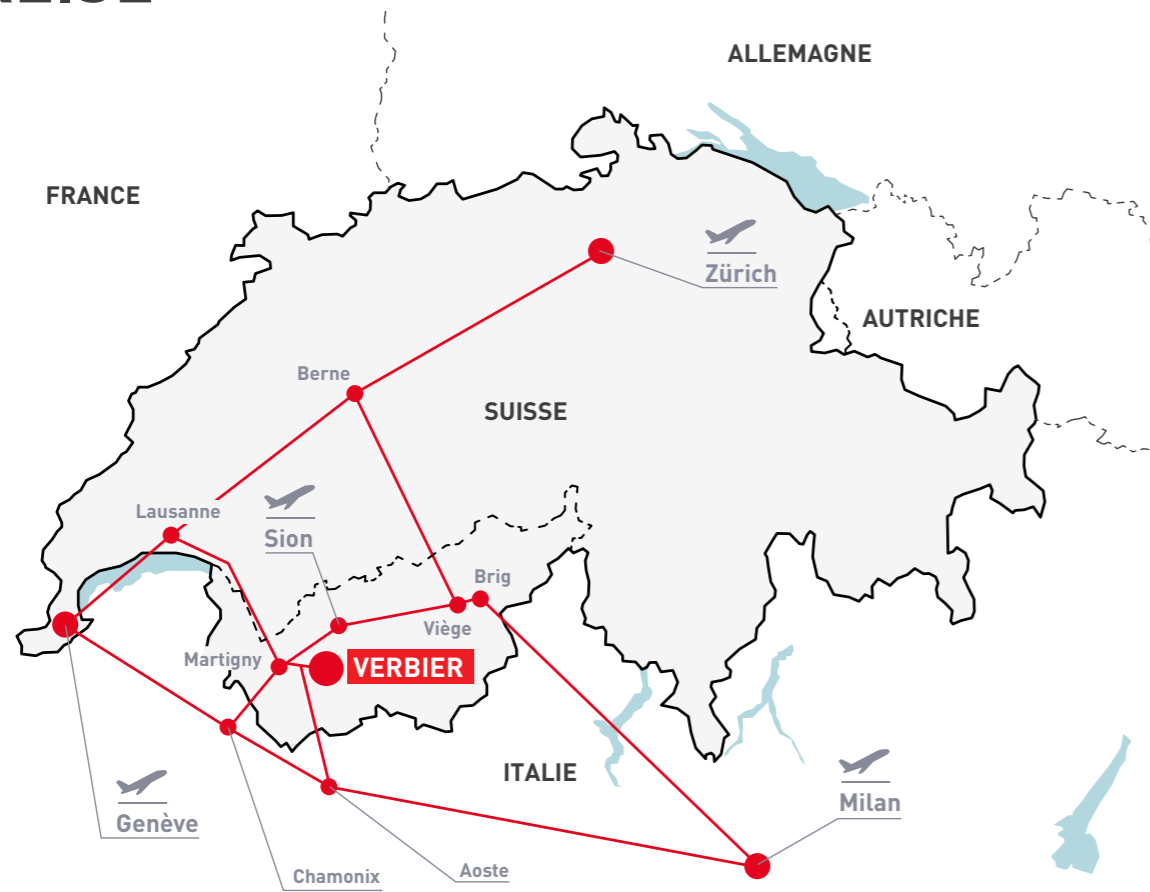 ALLEMAGNE
FRANCE
Zürich
AUTRICHE
Berne
SUISSE
Lausanne
Sion
Brig
Viège
Martigny
VERBIER
ITALIE
Milan
Genève
Chamonix
Aoste